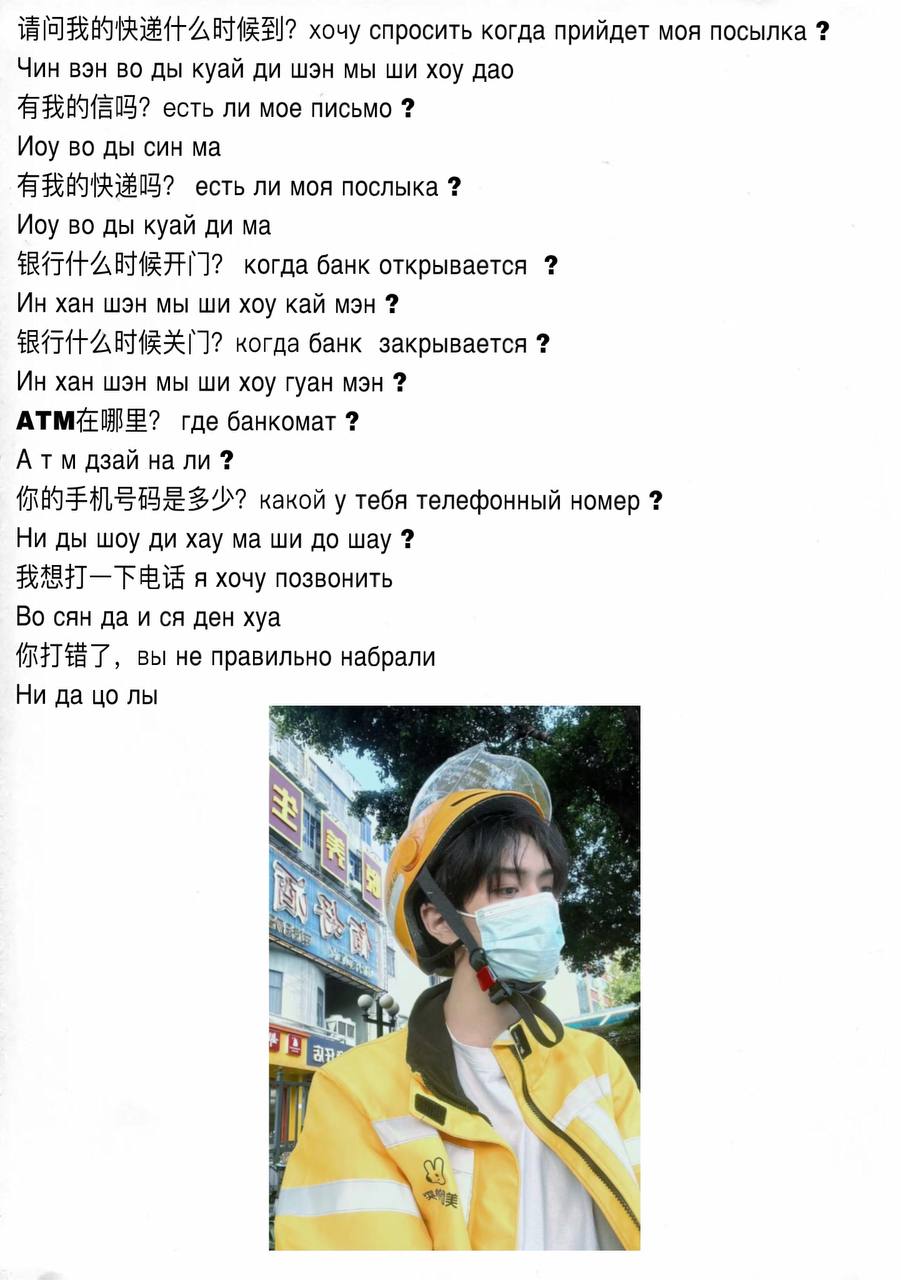 请问我的快递什么时候到？хочу спросить когда прийдет моя посылка ?
Чин вэн во ды куай ди шэн мы ши хоу дао
有我的信吗？есть ли мое письмо ?
Иоу во ды син ма
有我的快递吗？ есть ли моя послыка ?
Иоу во ды куай ди ма
银行什么时候开门？ когда банк открывается ?
Ин хан шэн мы ши хоу кай мэн ?
银行什么时候关门？когда банк закрывается ?
Ин хан шэн мы ши хоу гуан мэн ?
ATM在哪里？ где банкомат ?
А т м дзай на ли ?
你的手机号码是多少？какой у тебя телефонный номер ?
Ни ды шоу ди хау ма ши до шау ?
我想打一下电话 я хочу позвонить
Во сян да и ся ден хуа
你打错了，вы не правильно набрали
Ни да цо лы
生
养
酒
好
美